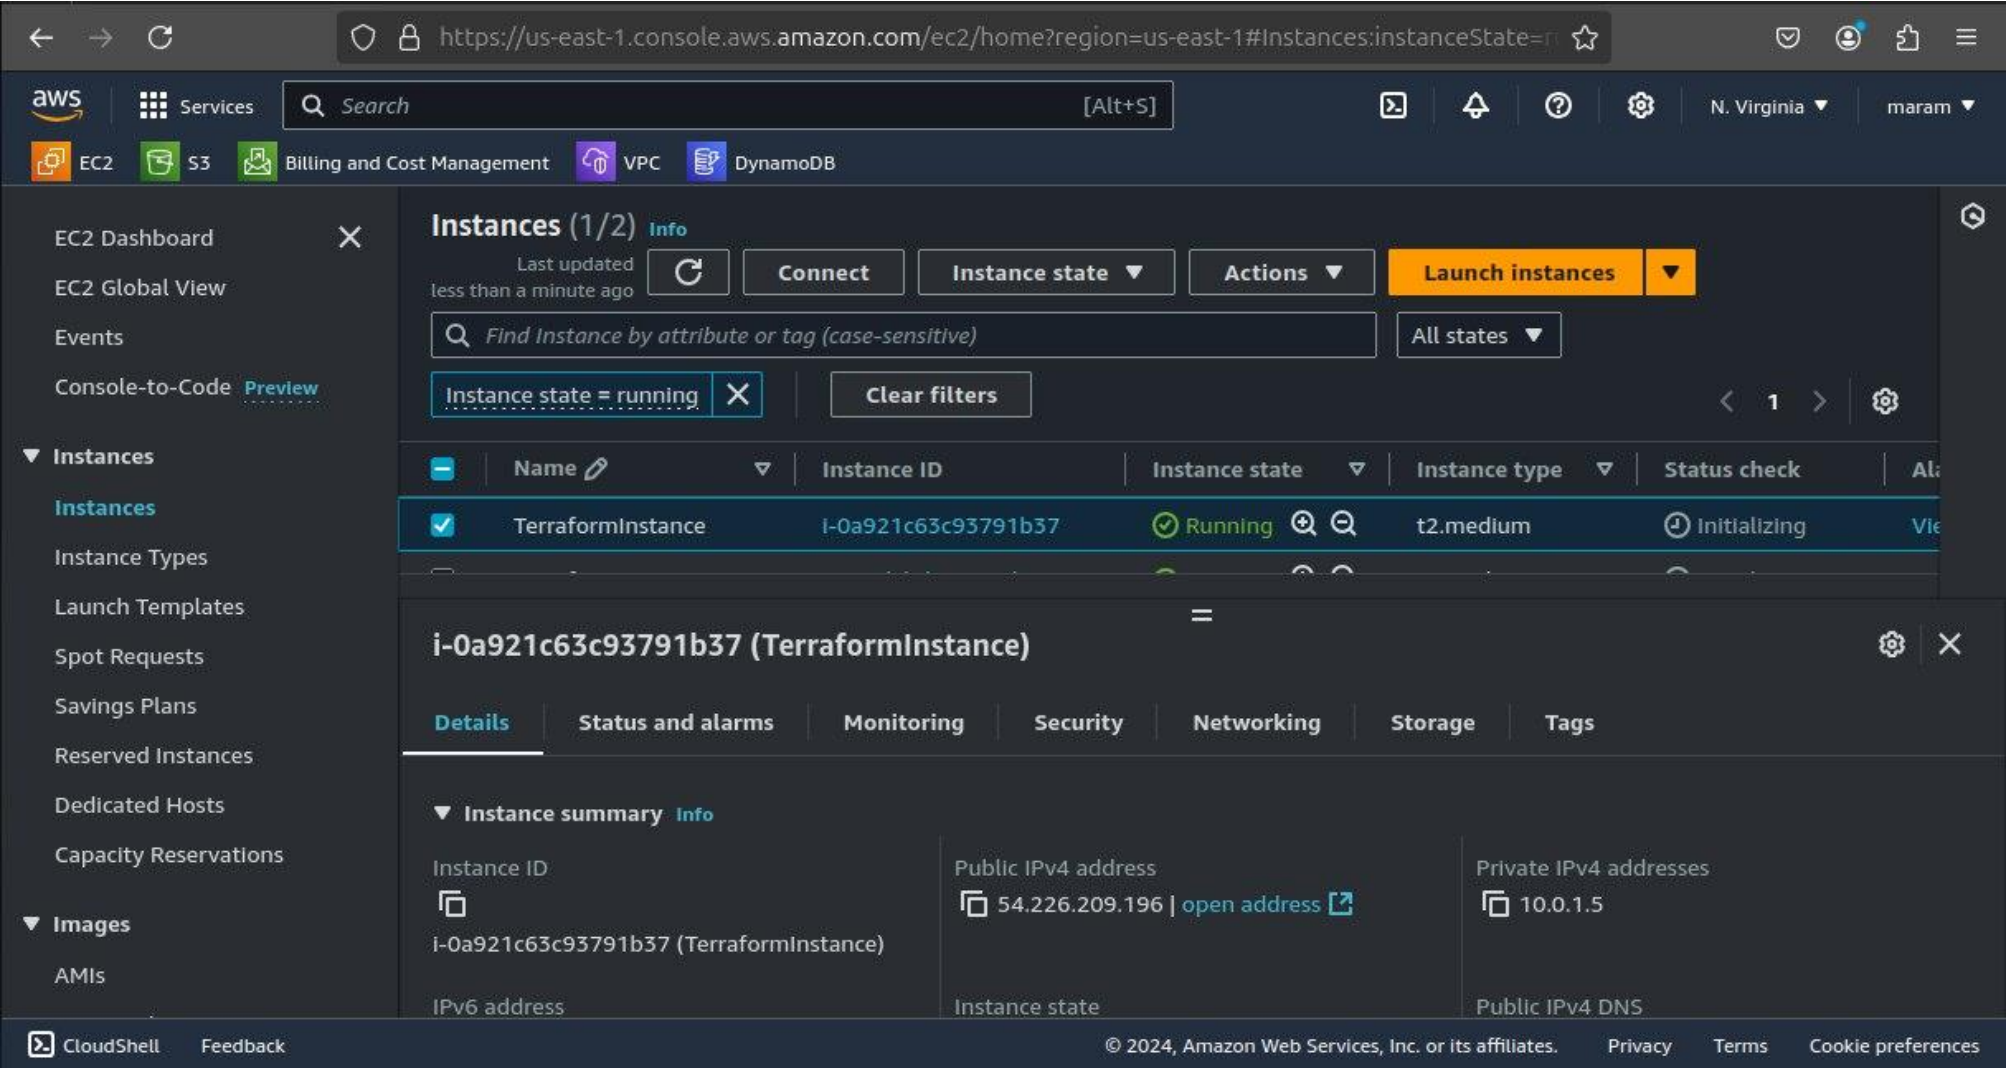 https://us-east-1.console.aws.amazon.com/ec2/home?region=us-east-1#Instances:instanceState=
aws Services Search [Alt+S] N. Virginia maram
EC2 S3 Billing and Cost Management VPC DynamoDB
EC2 Dashboard
EC2 Global View
Events
Console-to-Code Preview
Instances
Instances
Instance Types
Launch Templates
Spot Requests
Savings Plans
Reserved Instances
Dedicated Hosts
Capacity Reservations
Images
AMIs
Instances (1/2) Info
Last updated
less than a minute ago
Connect Instance state Actions Launch instances
Find Instance by attribute or tag (case-sensitive) All states
Instance state = running Clear filters 1
Name Instance ID Instance state Instance type Status check
TerraformInstance i-0a921c63c93791b37 Running t2.medium Initializing
i-0a921c63c93791b37 (TerraformInstance)
Details Status and alarms Monitoring Security Networking Storage Tags
Instance summary Info
Instance ID
i-0a921c63c93791b37 (TerraformInstance)
Public IPv4 address
54.226.209.196 | open address
Private IPv4 addresses
10.0.1.5
IPv6 address Instance state Public IPv4 DNS
CloudShell Feedback © 2024, Amazon Web Services, Inc. or its affiliates. Privacy Terms Cookie preferences